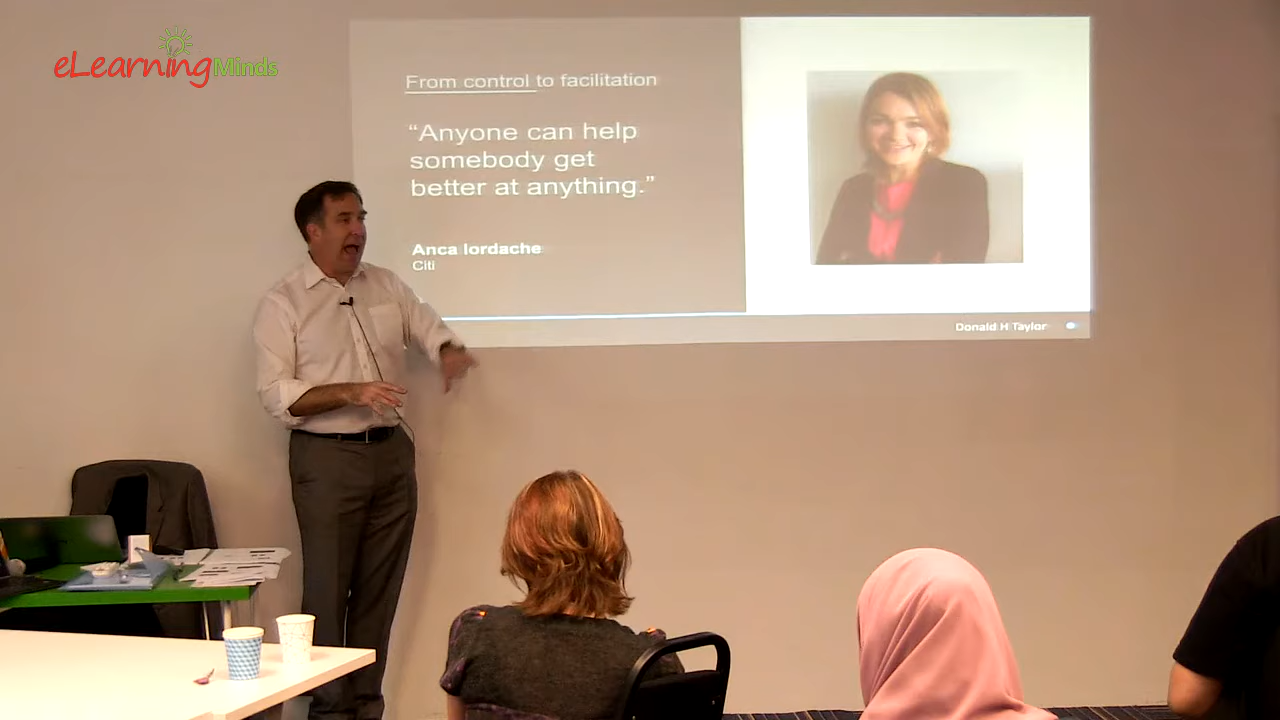 eLearningMinds
From control to facilitation
“Anyone can help
somebody get
better at anything.”
Anca Iordache
Citi
Donald H Taylor